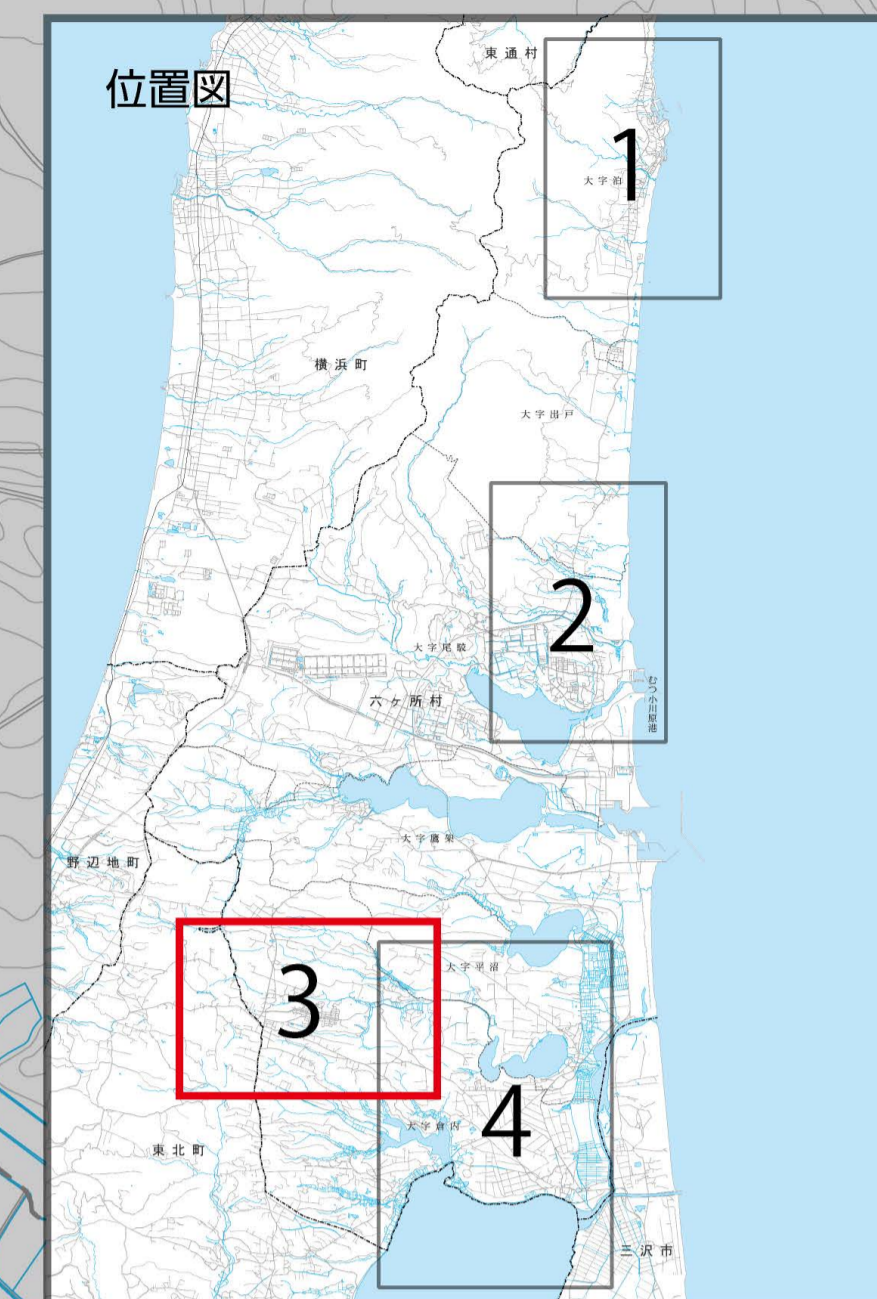 位置図
東通村
1
大字泊
横浜町
大字出戸
2
大字尾駮
六ヶ所村
むつ小川原港
大字鷹架
野辺地町
3
大字平沼
4
大字倉内
東北町
三沢市